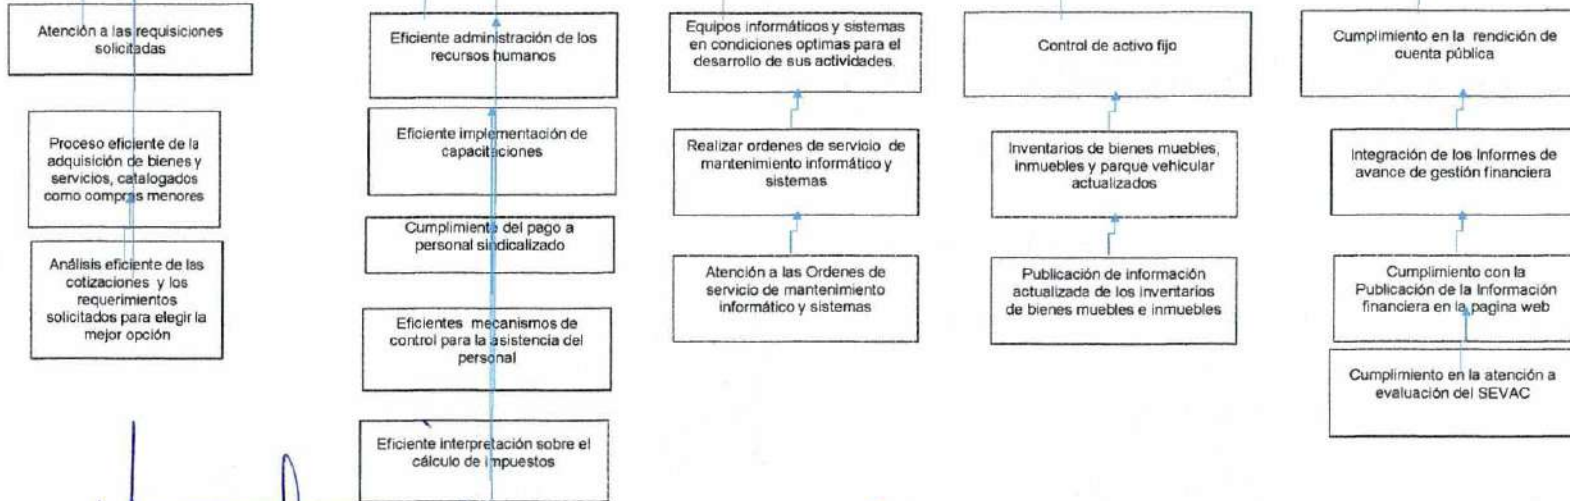 Atención a las requisiciones
solicitadas
Proceso eficiente de la
adquisición de bienes y
servicios, catalogados
como compras menores
Análisis eficiente de las
cotizaciones y los
requerimientos
solicitados para elegir la
mejor opción
Eficiente administración de los
recursos humanos
Eficiente implementación de
capacitaciones
Cumplimiento del pago a
personal sindicalizado
Eficientes mecanismos de
control para la asistencia del
personal
Eficiente interpretación sobre el
cálculo de impuestos
Equipos informáticos y sistemas
en condiciones optimas para el
desarrollo de sus actividades.
Realizar ordenes de servicio de
mantenimiento informático y
sistemas
Atención a las Ordenes de
servicio de mantenimiento
informático y sistemas
Control de activo fijo
Inventarios de bienes muebles,
inmuebles y parque vehicular
actualizados
Publicación de información
actualizada de los inventarios
de bienes muebles e inmuebles
Cumplimiento en la rendición de
cuenta pública
Integración de los Informes de
avance de gestión financiera
Cumplimiento con la
Publicación de la Información
financiera en la pagina web
Cumplimiento en la atención a
evaluación del SEVAC